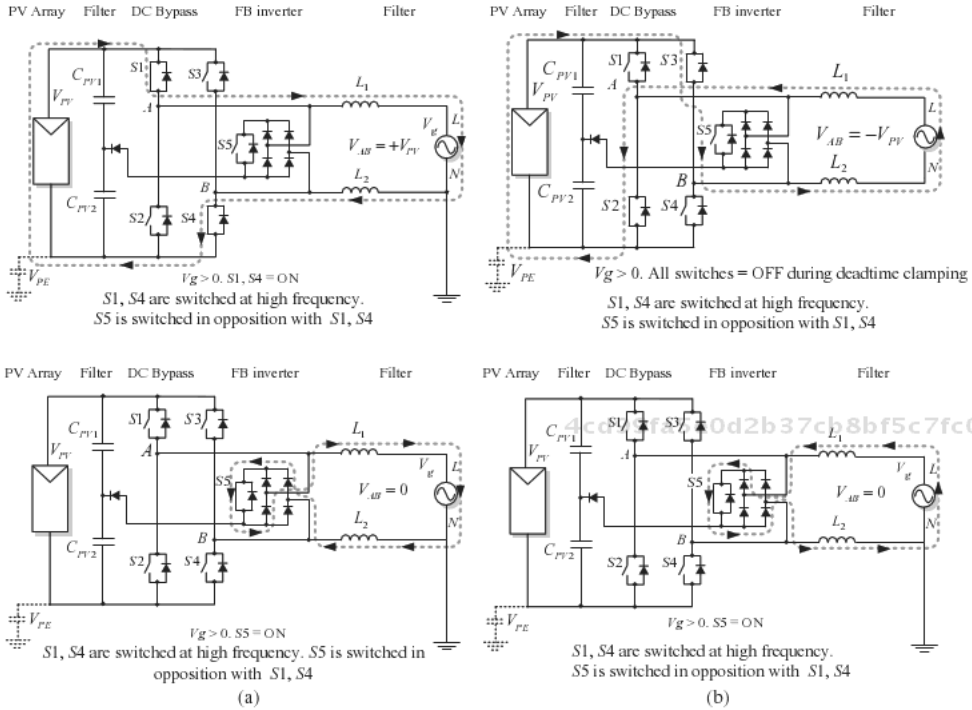 PV Array Filter DC Bypass FB inverter Filter
C_PV1
S1
S3
V_PV
A
L_1
V_g
L
S5
V_AB = +V_PV
N
B
L_2
C_PV2
S2
S4
V_PE
Vg > 0. S1, S4 = ON
S1, S4 are switched at high frequency.
S5 is switched in opposition with S1, S4
PV Array Filter DC Bypass FB inverter Filter
C_PV1
S1
S3
V_PV
A
L_1
L
S5
V_AB = −V_PV
V_g
N
B
L_2
C_PV2
S2
S4
V_PE
Vg > 0. All switches = OFF during deadtime clamping
S1, S4 are switched at high frequency.
S5 is switched in opposition with S1, S4
PV Array Filter DC Bypass FB inverter Filter
C_PV1
S1
S3
V_PV
A
L_1
V_g
L
S5
V_AB = 0
N
B
L_2
C_PV2
S2
S4
V_PE
Vg > 0. S5 = ON
S1, S4 are switched at high frequency. S5 is switched in
opposition with S1, S4
(a)
PV Array Filter DC Bypass FB inverter Filter
C_PV1
S1
S3
V_PV
A
L_1
V_g
L
S5
V_AB = 0
N
B
L_2
C_PV2
S2
S4
V_PE
Vg > 0. S5 = ON
S1, S4 are switched at high frequency.
S5 is switched in opposition with S1, S4
(b)